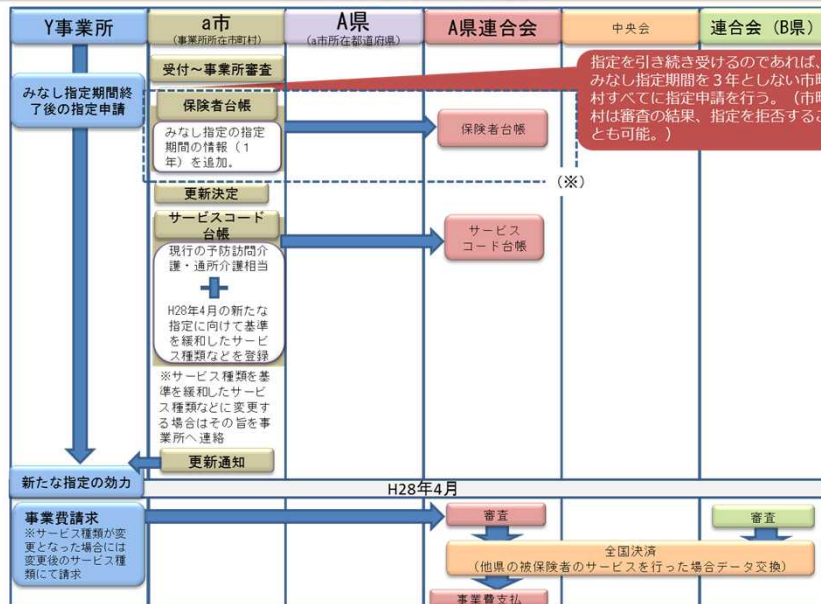 Y事業所
a市
(事業所所在市町村)
A県
(a市所在都道府県)
A県連合会
中央会
連合会（B県）
受付～事業所審査
指定を引き続き受けるのであれば、
みなし指定期間を３年としない市町
村すべてに指定申請を行う。（市町
村は審査の結果、指定を拒否するこ
とも可能。）
みなし指定期間終
了後の指定申請
保険者台帳
みなし指定の指定
期間の情報（1
年）を追加。
保険者台帳
(※)
更新決定
サービスコード
台帳
現行の予防訪問介
護・通所介護相当
H28年4月の新たな
指定に向けて基準
を緩和したサービ
ス種類などを登録
サービス
コード台帳
※サービス種類を基
準を緩和したサービ
ス種類などに変更す
る場合はその旨を事
業所へ連絡
更新通知
新たな指定の効力
H28年4月
事業費請求
※サービス種類が変
更となった場合には
変更後のサービス種
類にて請求
審査
審査
全国決済
(他県の被保険者のサービスを行った場合データ交換)
事業費支払